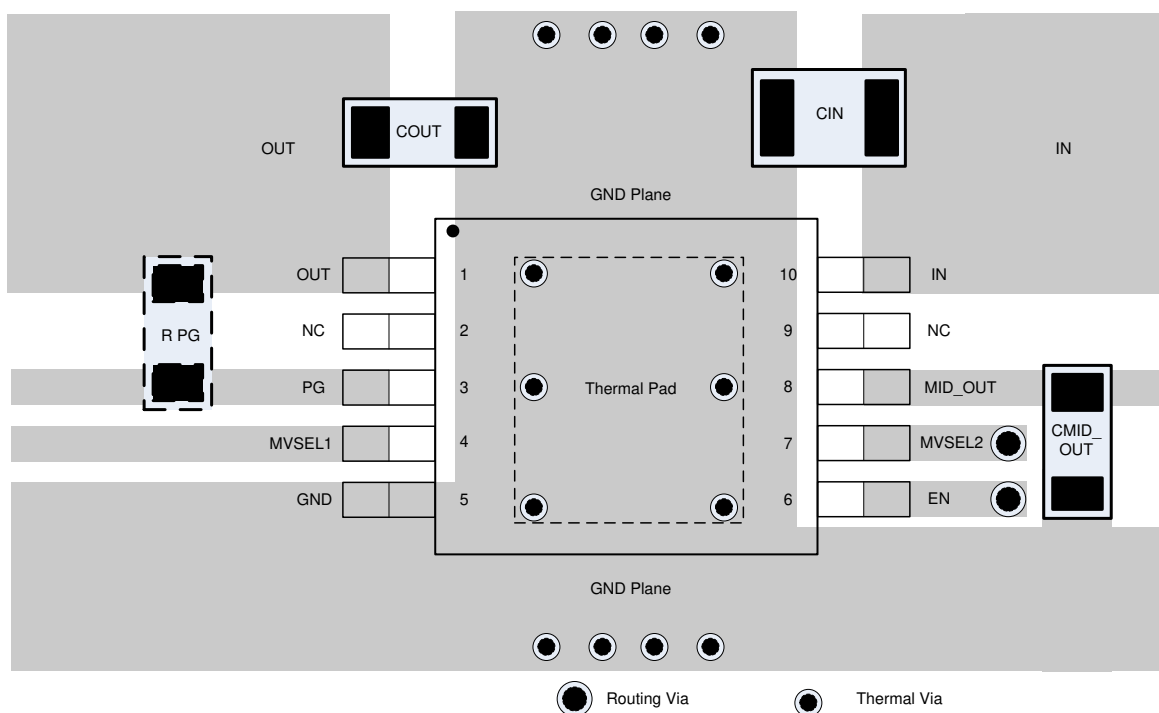 COUT
CIN
OUT
IN
GND Plane
OUT
1
10
IN
NC
2
9
NC
R PG
PG
3
Thermal Pad
8
MID_OUT
MVSEL1
4
7
MVSEL2
CMID_
OUT
GND
5
6
EN
GND Plane
Routing Via
Thermal Via